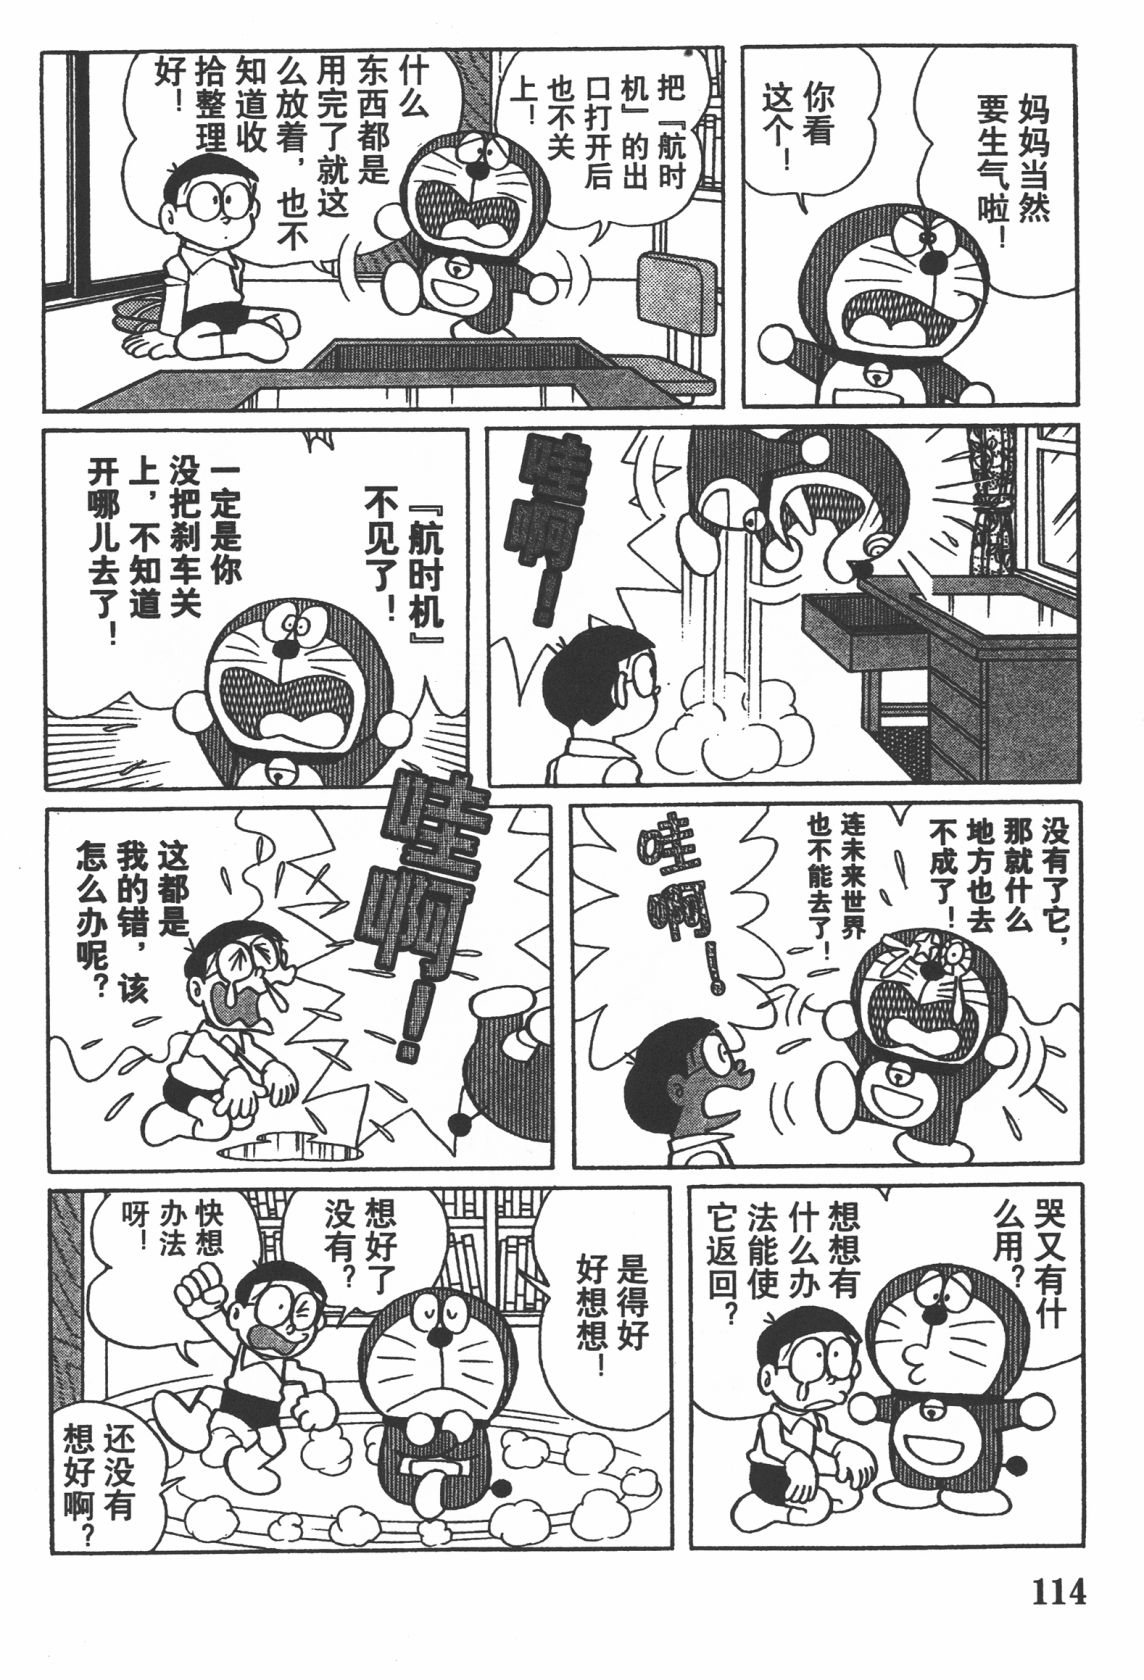 妈妈当然
要生气啦！
你看
这个！
把『航时
机』的出
口打开后
也不关
上！
什么
东西都是
用完了就这
么放着，也不
知道收
拾整理
好！
哇
啊！
『航时机』
不见了！
一定是你
没把刹车关
上，不知道
开哪儿去了！
没有了它，
那就什么
地方也去
不成了！
连未来世界
也不能去了！
哇
啊！
哇
啊！
这都是
我的错，该
怎么办呢？
哭又有什
么用？
想想有
什么办
法能使
它返回？
是得好
好想想！
想好了
没有？
快想
办法
呀！
还没有
想好啊？
114